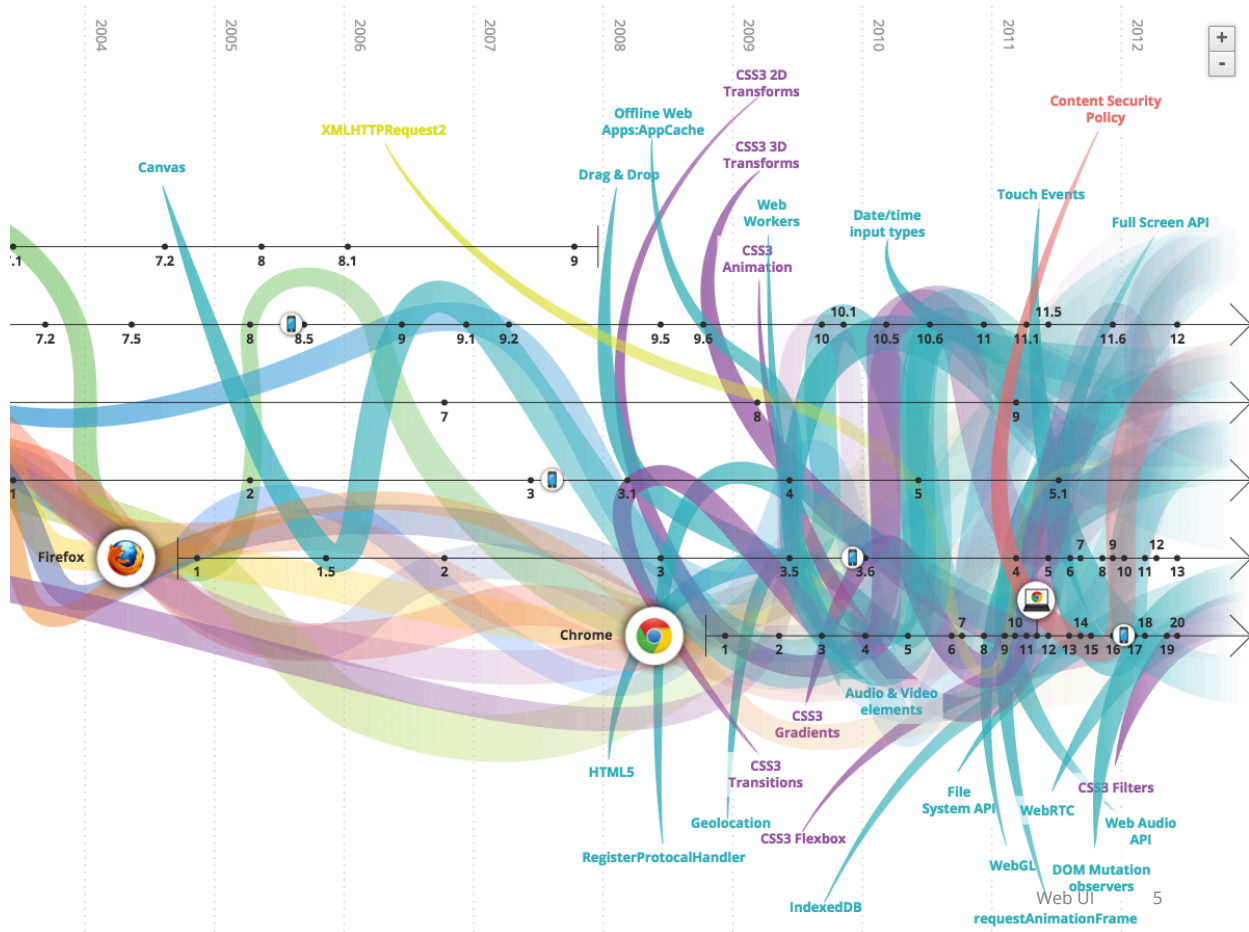 2004
2005
2006
2007
2008
2009
2010
2011
2012
+
-
CSS3 2D
Transforms
Content Security
Policy
Offline Web
Apps:AppCache
XMLHTTPRequest2
CSS3 3D
Transforms
Canvas
Drag & Drop
Touch Events
Web
Workers
Date/time
input types
Full Screen API
CSS3
Animation
.1
7.2
8
8.1
9
10.1
11.5
7.2
7.5
8
8.5
9
9.1
9.2
9.5
9.6
10
10.5
10.6
11
11.1
11.6
12
7
8
9
1
2
3
3.1
4
5
5.1
Firefox
7
9
12
1
1.5
2
3
3.5
3.6
4
5
6
8
10
11
13
Chrome
7
10
14
18
20
1
2
3
4
5
6
8
9
11
12
13
15
16
17
19
Audio & Video
elements
CSS3
Gradients
HTML5
CSS3
Transitions
CSS3 Filters
File
System API
WebRTC
Geolocation
Web Audio
API
CSS3 Flexbox
RegisterProtocalHandler
WebGL
DOM Mutation
observers
Web UI 5
IndexedDB
requestAnimationFrame